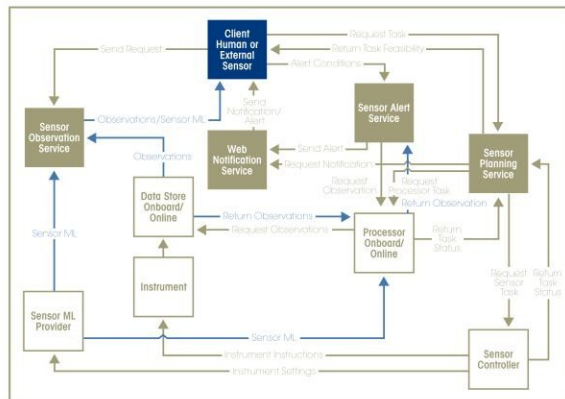 Client
Human or
External
Sensor
Request Task
Return Task Feasibility
Send Request
Alert Conditions
Send
Notification/
Alert
Observations/Sensor ML
Sensor Alert
Service
Sensor
Observation
Service
Web
Notification
Service
Send Alert
Request Notification
Sensor
Planning
Service
Observations
Request
Observation
Request
Processor Task
Return Observation
Data Store
Onboard/
Online
Return Observations
Request Observations
Processor
Onboard/
Online
Return
Task
Status
Sensor ML
Instrument
Request
Sensor
Task
Return
Task
Status
Sensor ML
Provider
Sensor ML
Instrument Instructions
Instrument Settings
Sensor
Controller